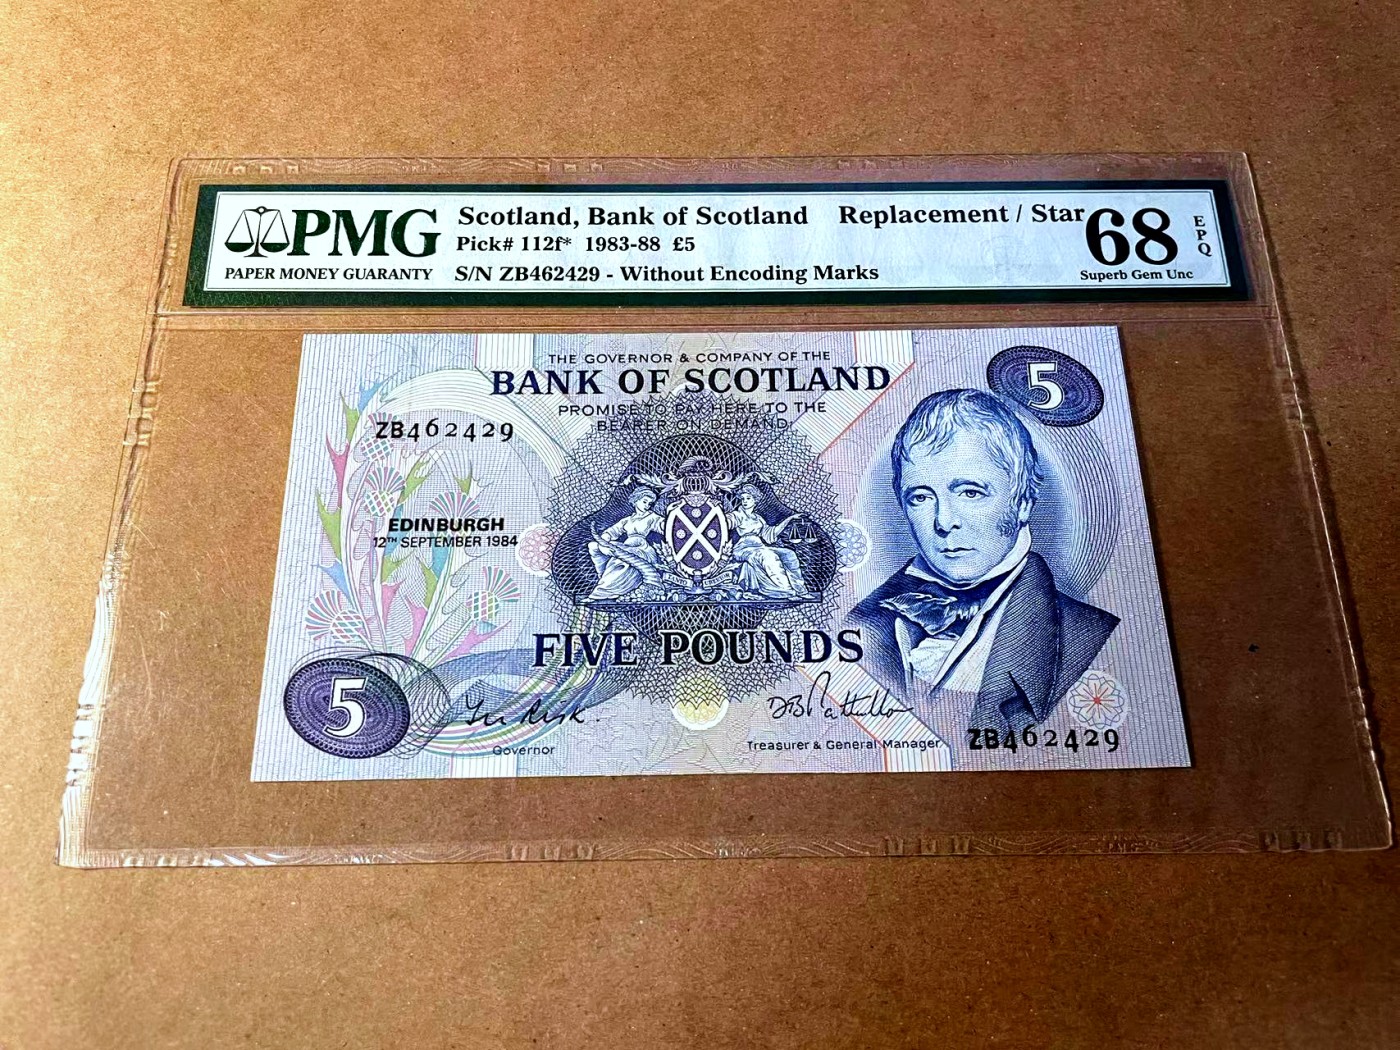 PMG
PAPER MONEY GUARANTY
Scotland, Bank of Scotland Replacement / Star
Pick# 112f* 1983-88 £5
S/N ZB462429 - Without Encoding Marks
68
EPQ
Superb Gem Unc
THE GOVERNOR & COMPANY OF THE
BANK OF SCOTLAND
PROMISE TO PAY HERE TO THE
BEARER ON DEMAND
5
ZB462429
EDINBURGH
12TH SEPTEMBER 1984
FIVE POUNDS
5
Governor
Treasurer & General Manager
ZB462429